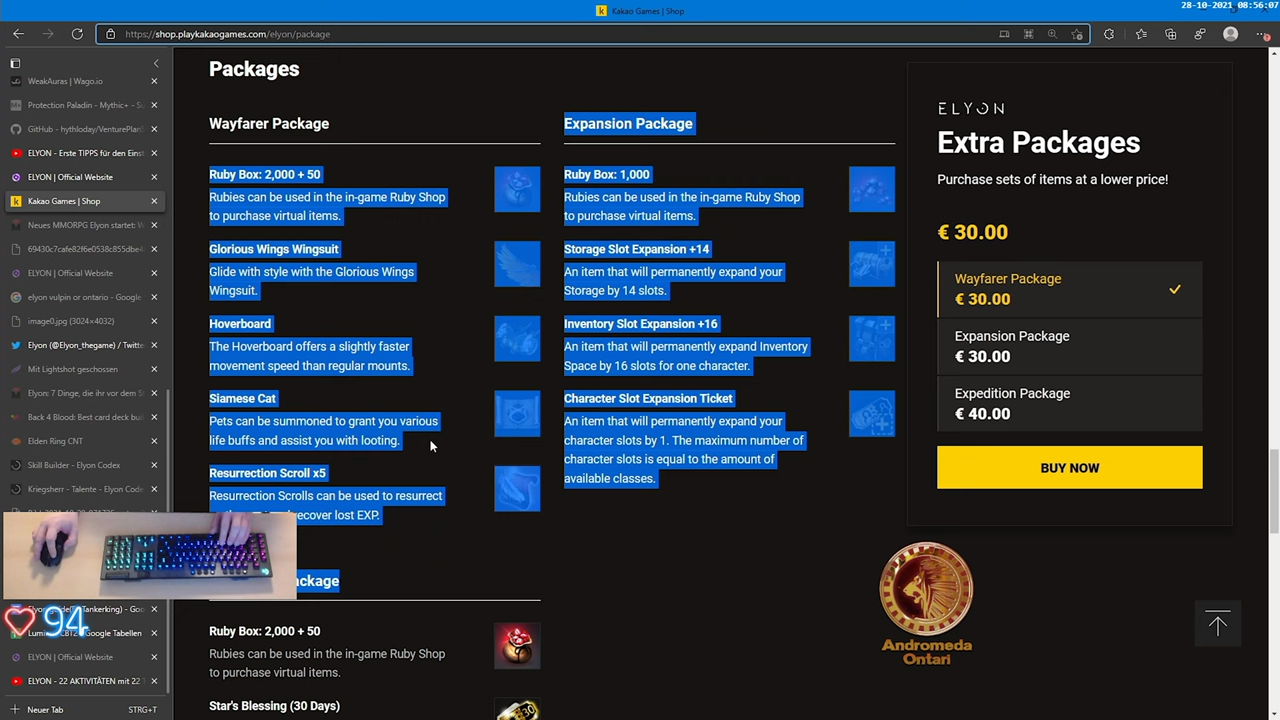 Kakao Games | Shop
28-10-2021 08:56:07
https://shop.playkakaogames.com/elyon/package
WeakAuras | Wago.io
Protection Paladin - Mythic+ - Su
GitHub - hythloday/VenturePlan
ELYON - Erste TIPPS für den Einst
ELYON | Official Website
Kakao Games | Shop
Neues MMORPG Elyon startet: W
69430c7cafe82f6e0538c855db
ELYON | Official Website
elyon vulpin or ontario - Google
image0.jpg (3024×4032)
Elyon (@Elyon_thegame) / Twitte
Mit Lightshot geschossen
Elyon: 7 Dinge, die ihr vor dem S
Back 4 Blood: Best card deck buil
Elden Ring CNT
Skill Builder - Elyon Codex
Kriegsherr - Talente - Elyon Cod
Tankerking) - Go
Google Tabellen
ELYON | Official Website
ELYON - 22 AKTIVITÄTEN mit 22 T
Neuer Tab
STRG+T
94
Packages
Wayfarer Package
Ruby Box: 2,000 + 50
Rubies can be used in the in-game Ruby Shop
to purchase virtual items.
Glorious Wings Wingsuit
Glide with style with the Glorious Wings
Wingsuit.
Hoverboard
The Hoverboard offers a slightly faster
movement speed than regular mounts.
Siamese Cat
Pets can be summoned to grant you various
life buffs and assist you with looting.
Resurrection Scroll x5
Resurrection Scrolls can be used to resurrect
recover lost EXP.
Expansion Package
Ruby Box: 1,000
Rubies can be used in the in-game Ruby Shop
to purchase virtual items.
Storage Slot Expansion +14
An item that will permanently expand your
Storage by 14 slots.
Inventory Slot Expansion +16
An item that will permanently expand Inventory
Space by 16 slots for one character.
Character Slot Expansion Ticket
An item that will permanently expand your
character slots by 1. The maximum number of
character slots is equal to the amount of
available classes.
ackage
Ruby Box: 2,000 + 50
Rubies can be used in the in-game Ruby Shop
to purchase virtual items.
Star's Blessing (30 Days)
30
ELYON
Extra Packages
Purchase sets of items at a lower price!
€ 30.00
Wayfarer Package
€ 30.00
Expansion Package
€ 30.00
Expedition Package
€ 40.00
BUY NOW
Andromeda
Ontari